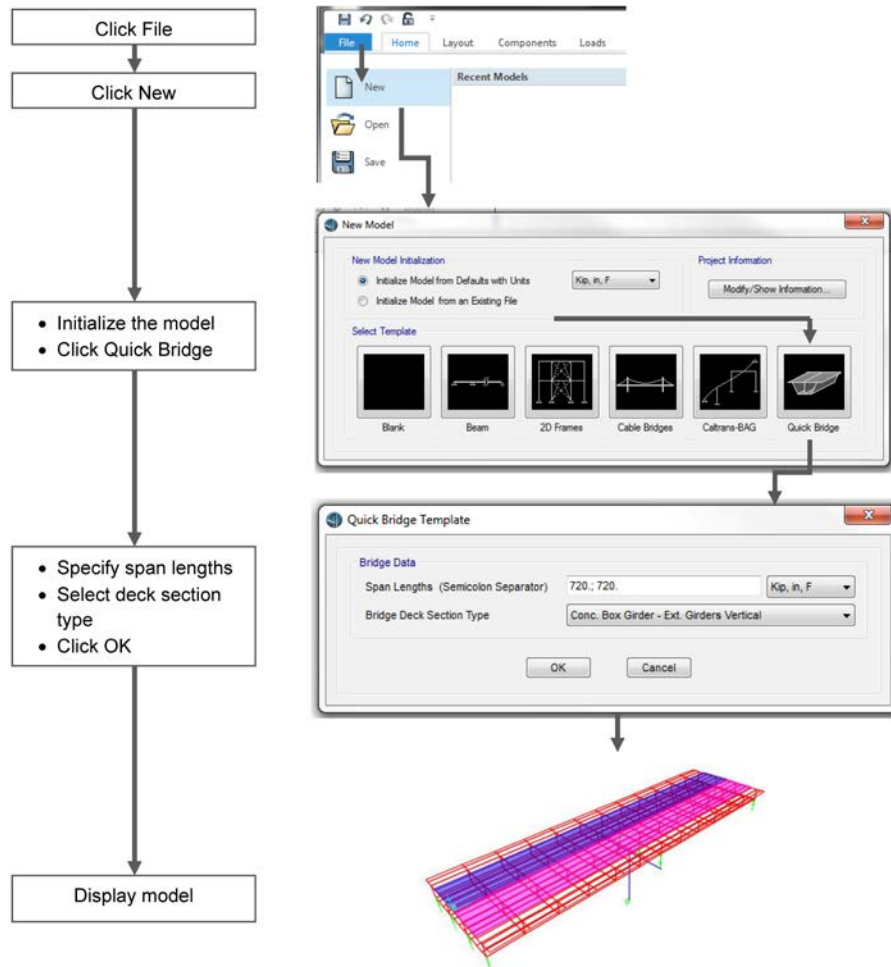 Click File
Click New
• Initialize the model
• Click Quick Bridge
• Specify span lengths
• Select deck section
type
• Click OK
Display model
File Home Layout Components Loads
New
Recent Models
Open
Save
New Model
New Model Initialization
Initialize Model from Defaults with Units
Kip, in, F
Initialize Model from an Existing File
Project Information
Modify/Show Information...
Select Template
Blank
Beam
2D Frames
Cable Bridges
Caltrans-BAG
Quick Bridge
Quick Bridge Template
Bridge Data
Span Lengths (Semicolon Separator)
720.; 720.
Kip, in, F
Bridge Deck Section Type
Conc. Box Girder - Ext. Girders Vertical
OK
Cancel